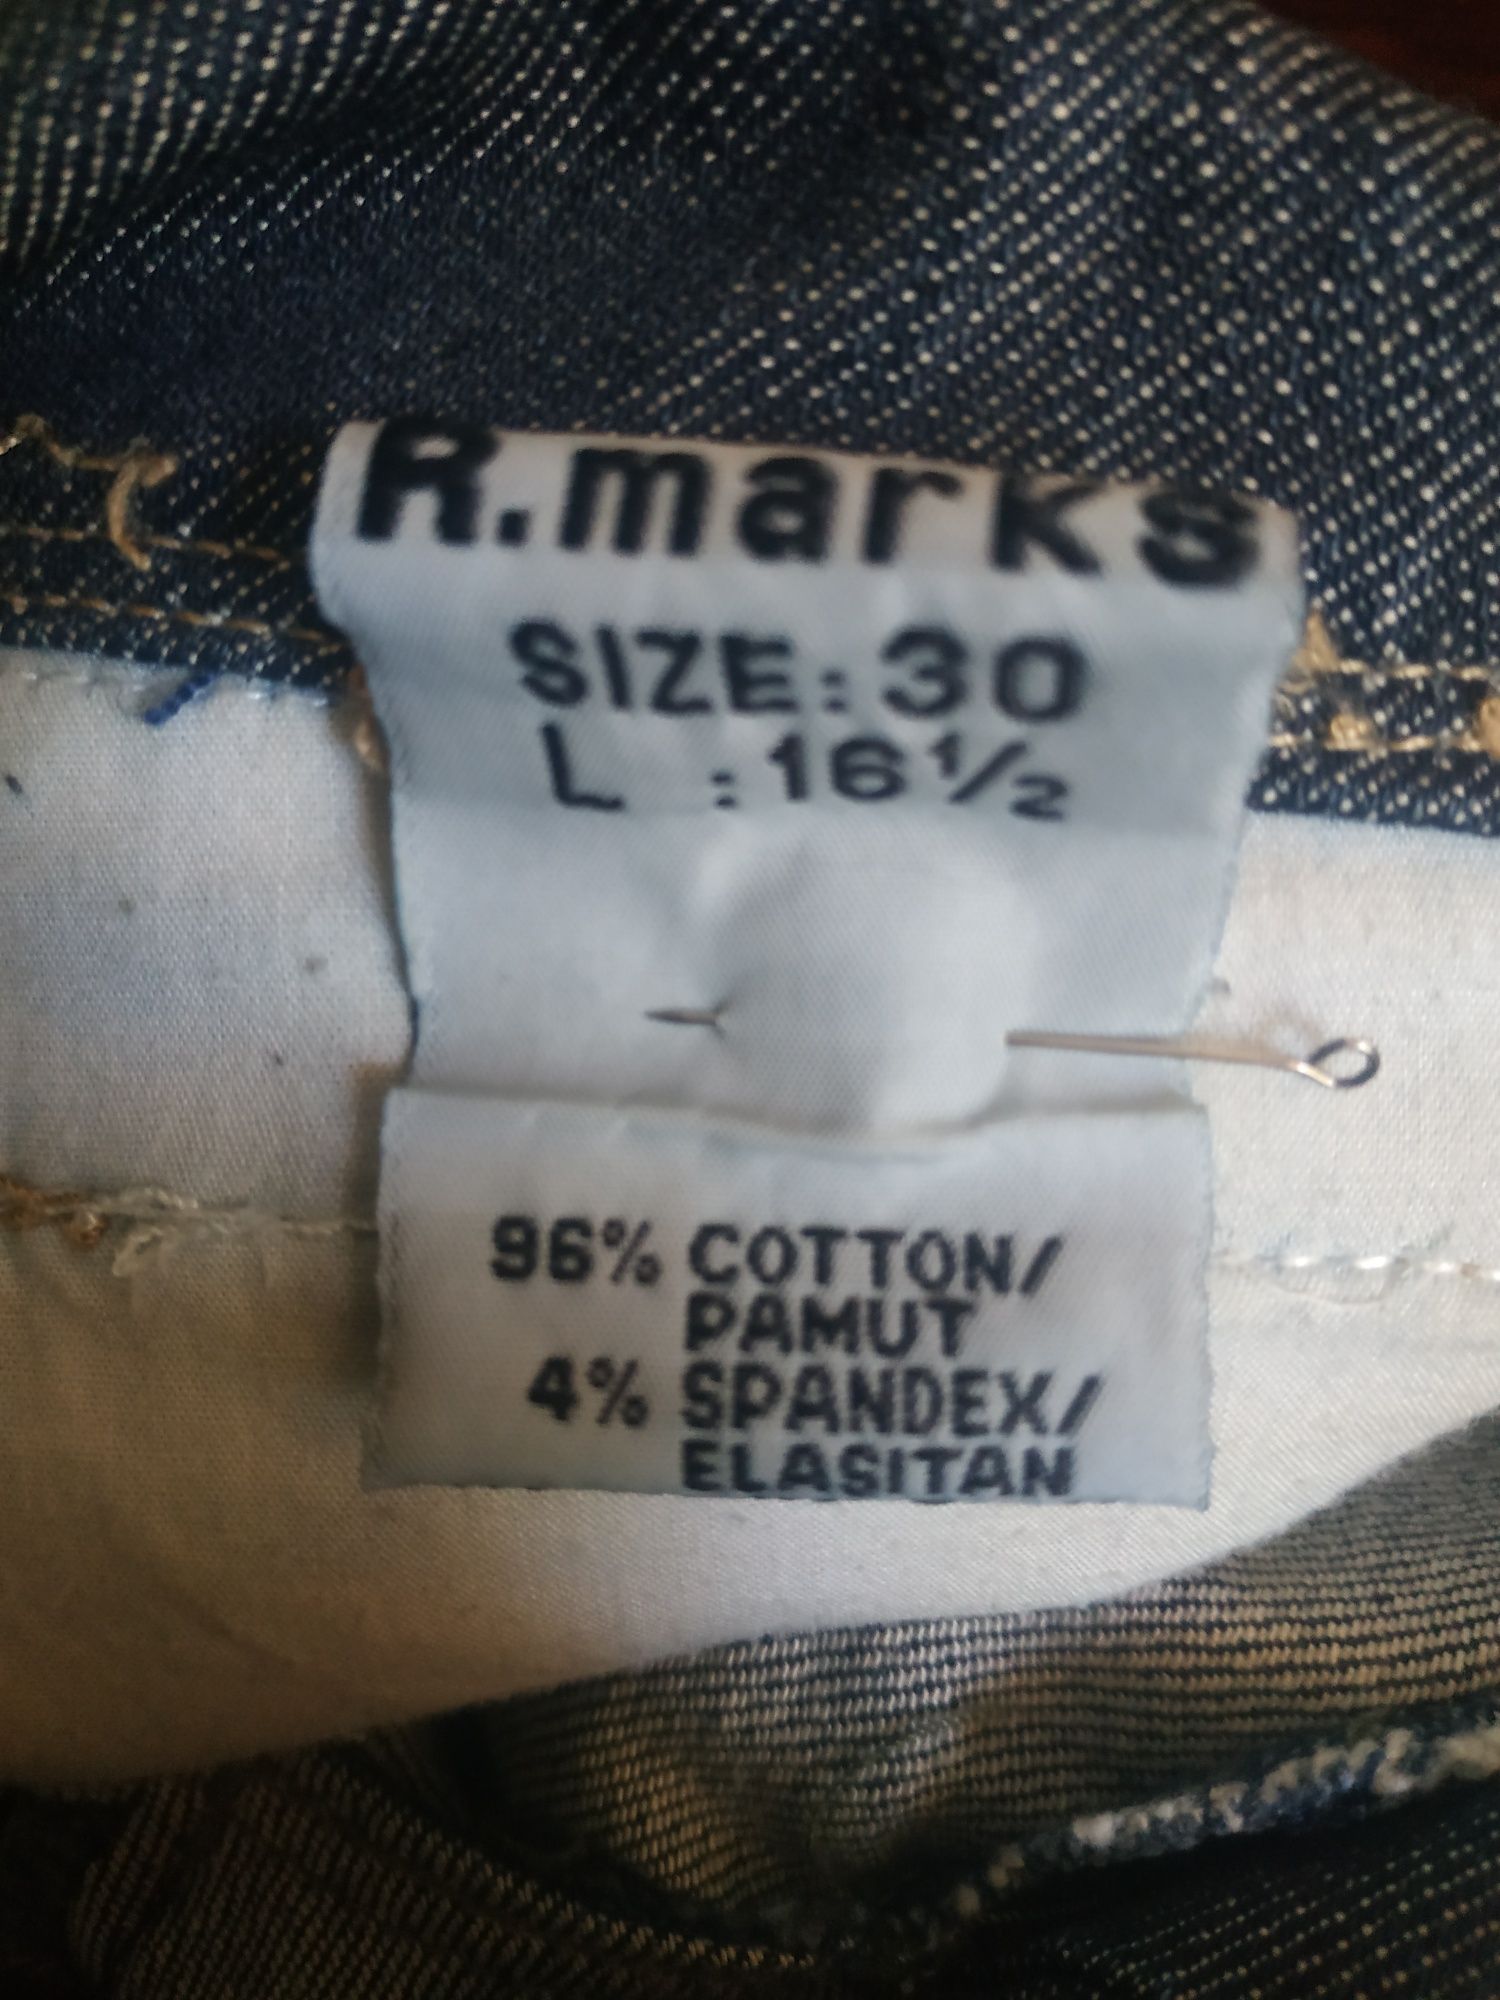 R.marks
SIZE:30
L :16½
96% COTTON/
PAMUT
4% SPANDEX/
ELASITAN